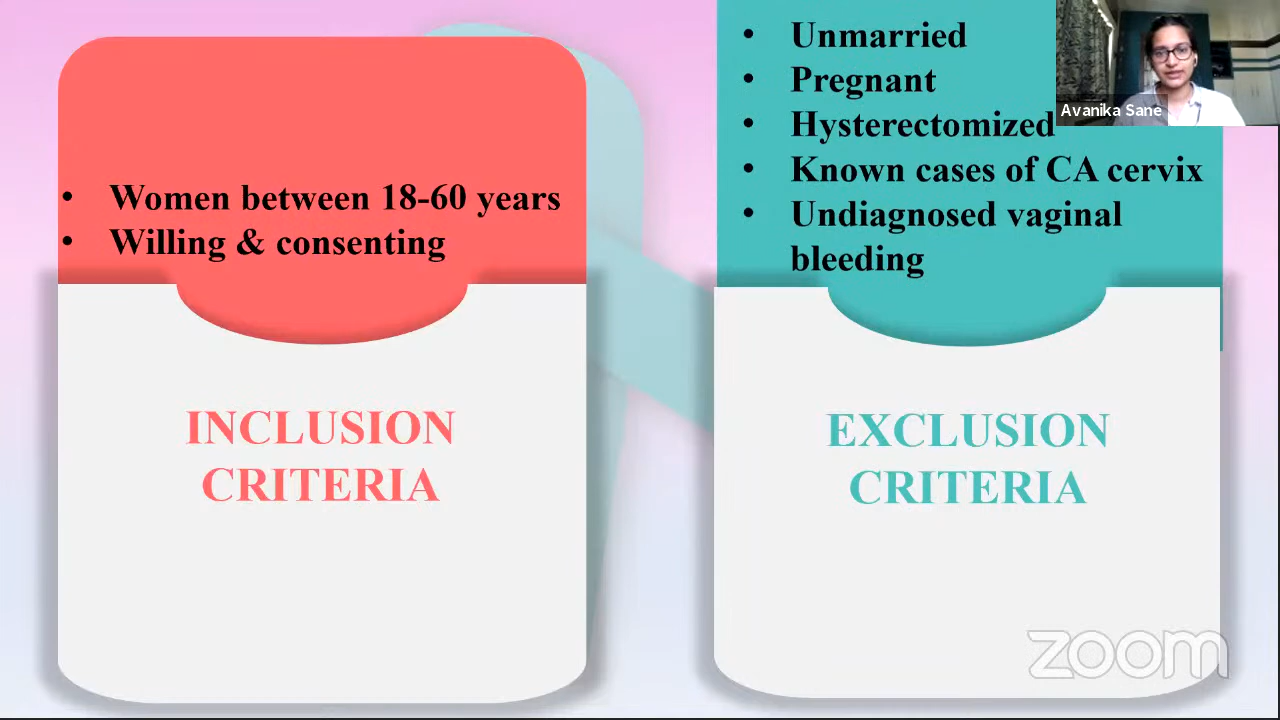 • Women between 18-60 years
• Willing & consenting
INCLUSION
CRITERIA
• Unmarried
• Pregnant
• Hysterectomized
• Known cases of CA cervix
• Undiagnosed vaginal
bleeding
EXCLUSION
CRITERIA
Avanika Sane
zoom